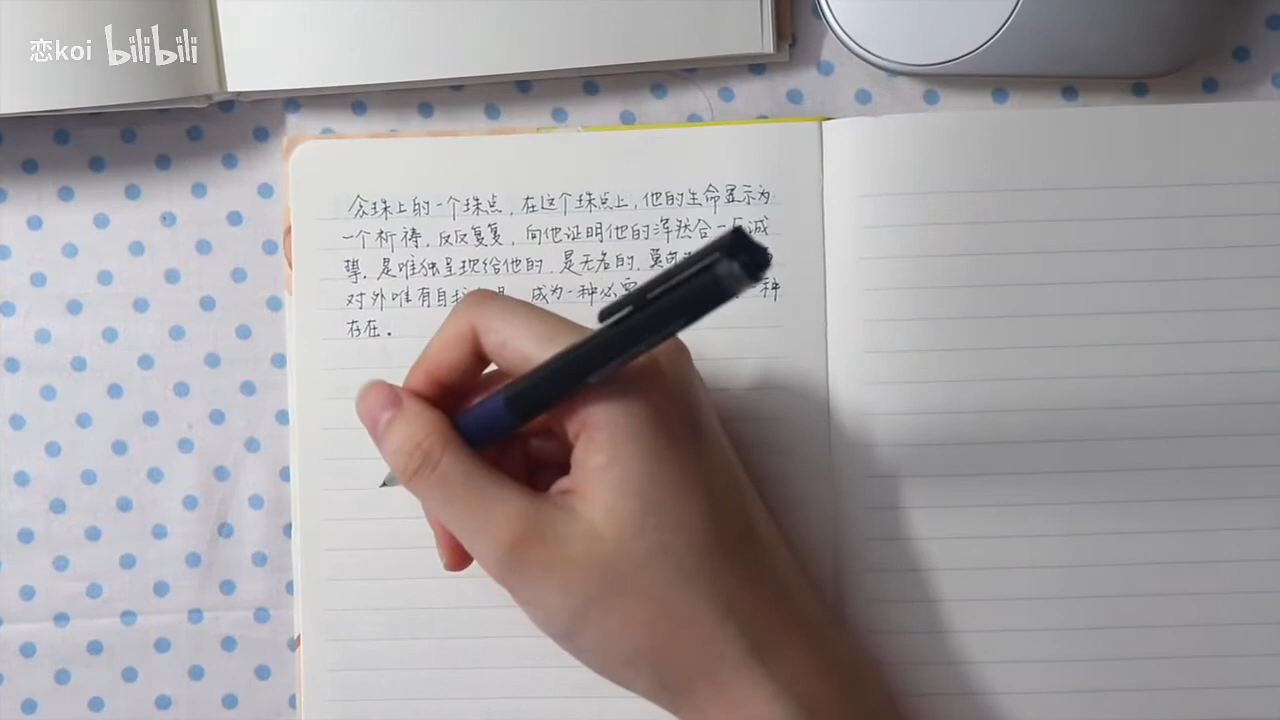 恋koi bilibili
众珠上的一个珠点，在这个珠点上，他的生命显示为
一个祈祷，反反复复，向他证明他的浑然合一与诚
挚。是唯独呈现给他的，是无名的，莫可
对外唯有自 成为一种必 种
存在。